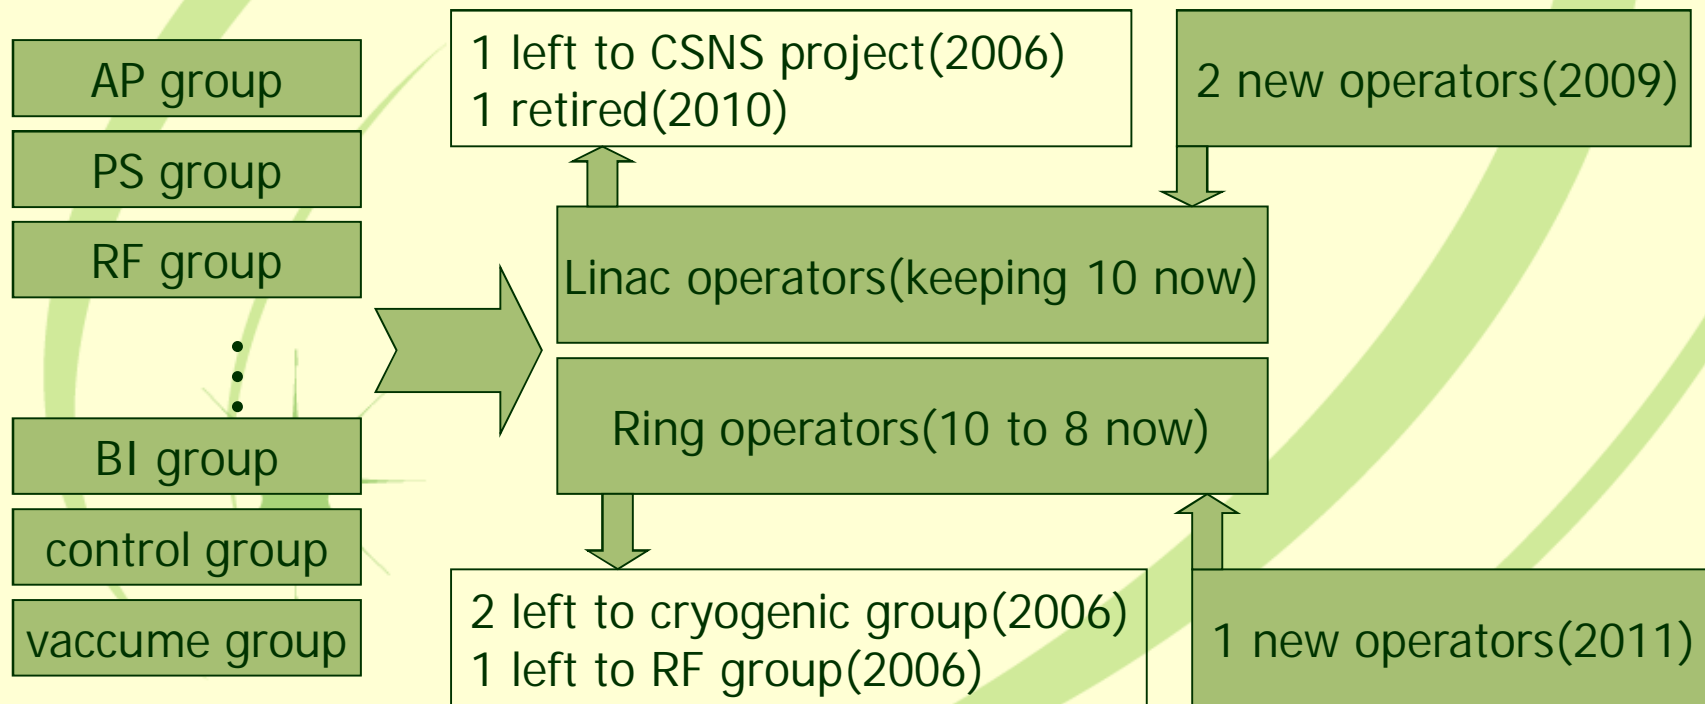 AP group
PS group
RF group
BI group
control group
vaccume group
1 left to CSNS project(2006)
1 retired(2010)
2 new operators(2009)
Linac operators(keeping 10 now)
Ring operators(10 to 8 now)
2 left to cryogenic group(2006)
1 left to RF group(2006)
1 new operators(2011)